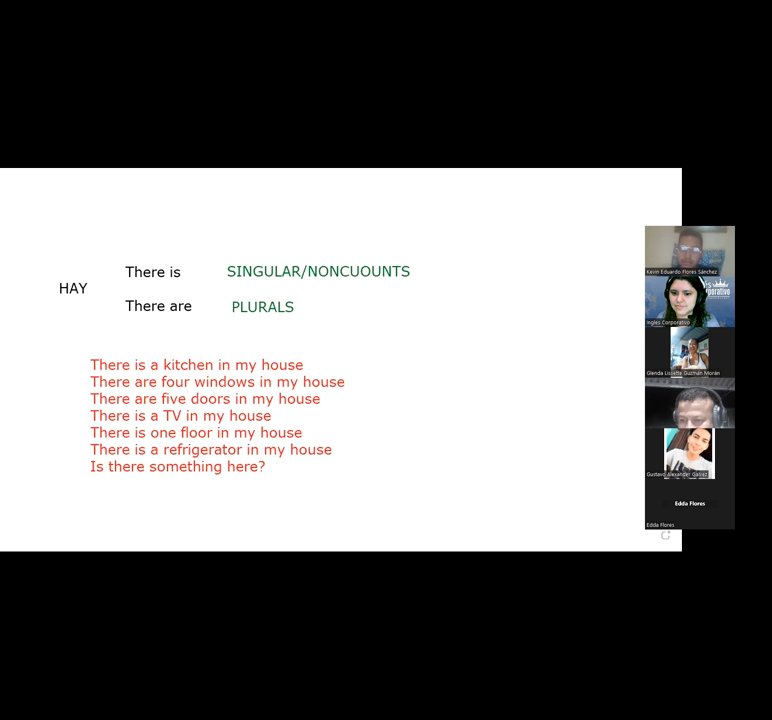 HAY
There is
SINGULAR/NONCUOUNTS
There are
PLURALS
There is a kitchen in my house
There are four windows in my house
There are five doors in my house
There is a TV in my house
There is one floor in my house
There is a refrigerator in my house
Is there something here?
Kevin Eduardo Flores Sánchez
Ingles Corporativo
Glenda Lissette Guzmán Morán
Gustavo Alexander Galvez
Edda Flores
Edda Flores